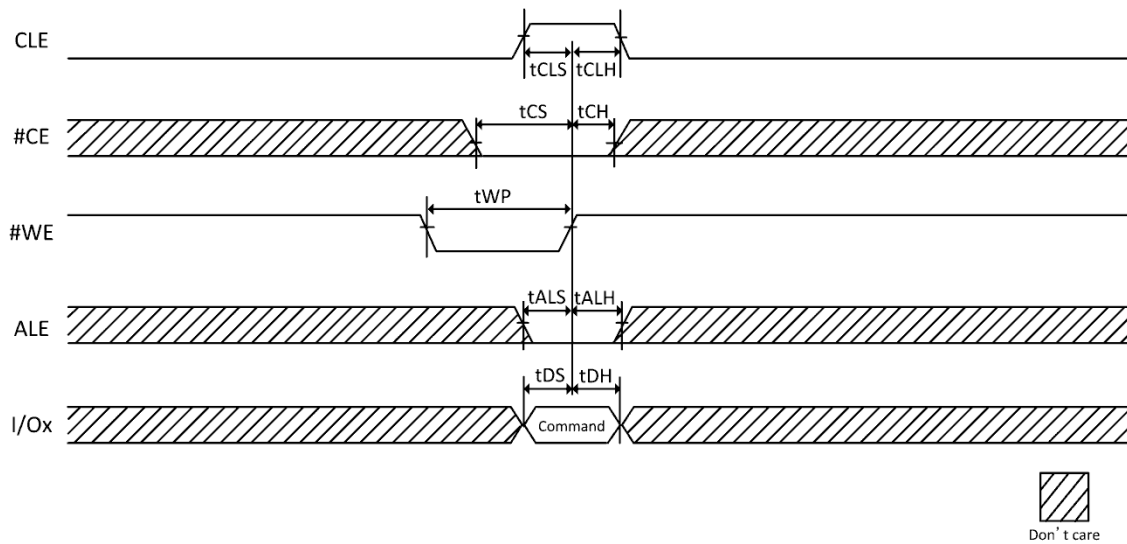 CLE
tCLS tCLH
#CE
tCS tCH
#WE
tWP
ALE
tALS tALH
I/Ox
tDS tDH
Command
Don't care